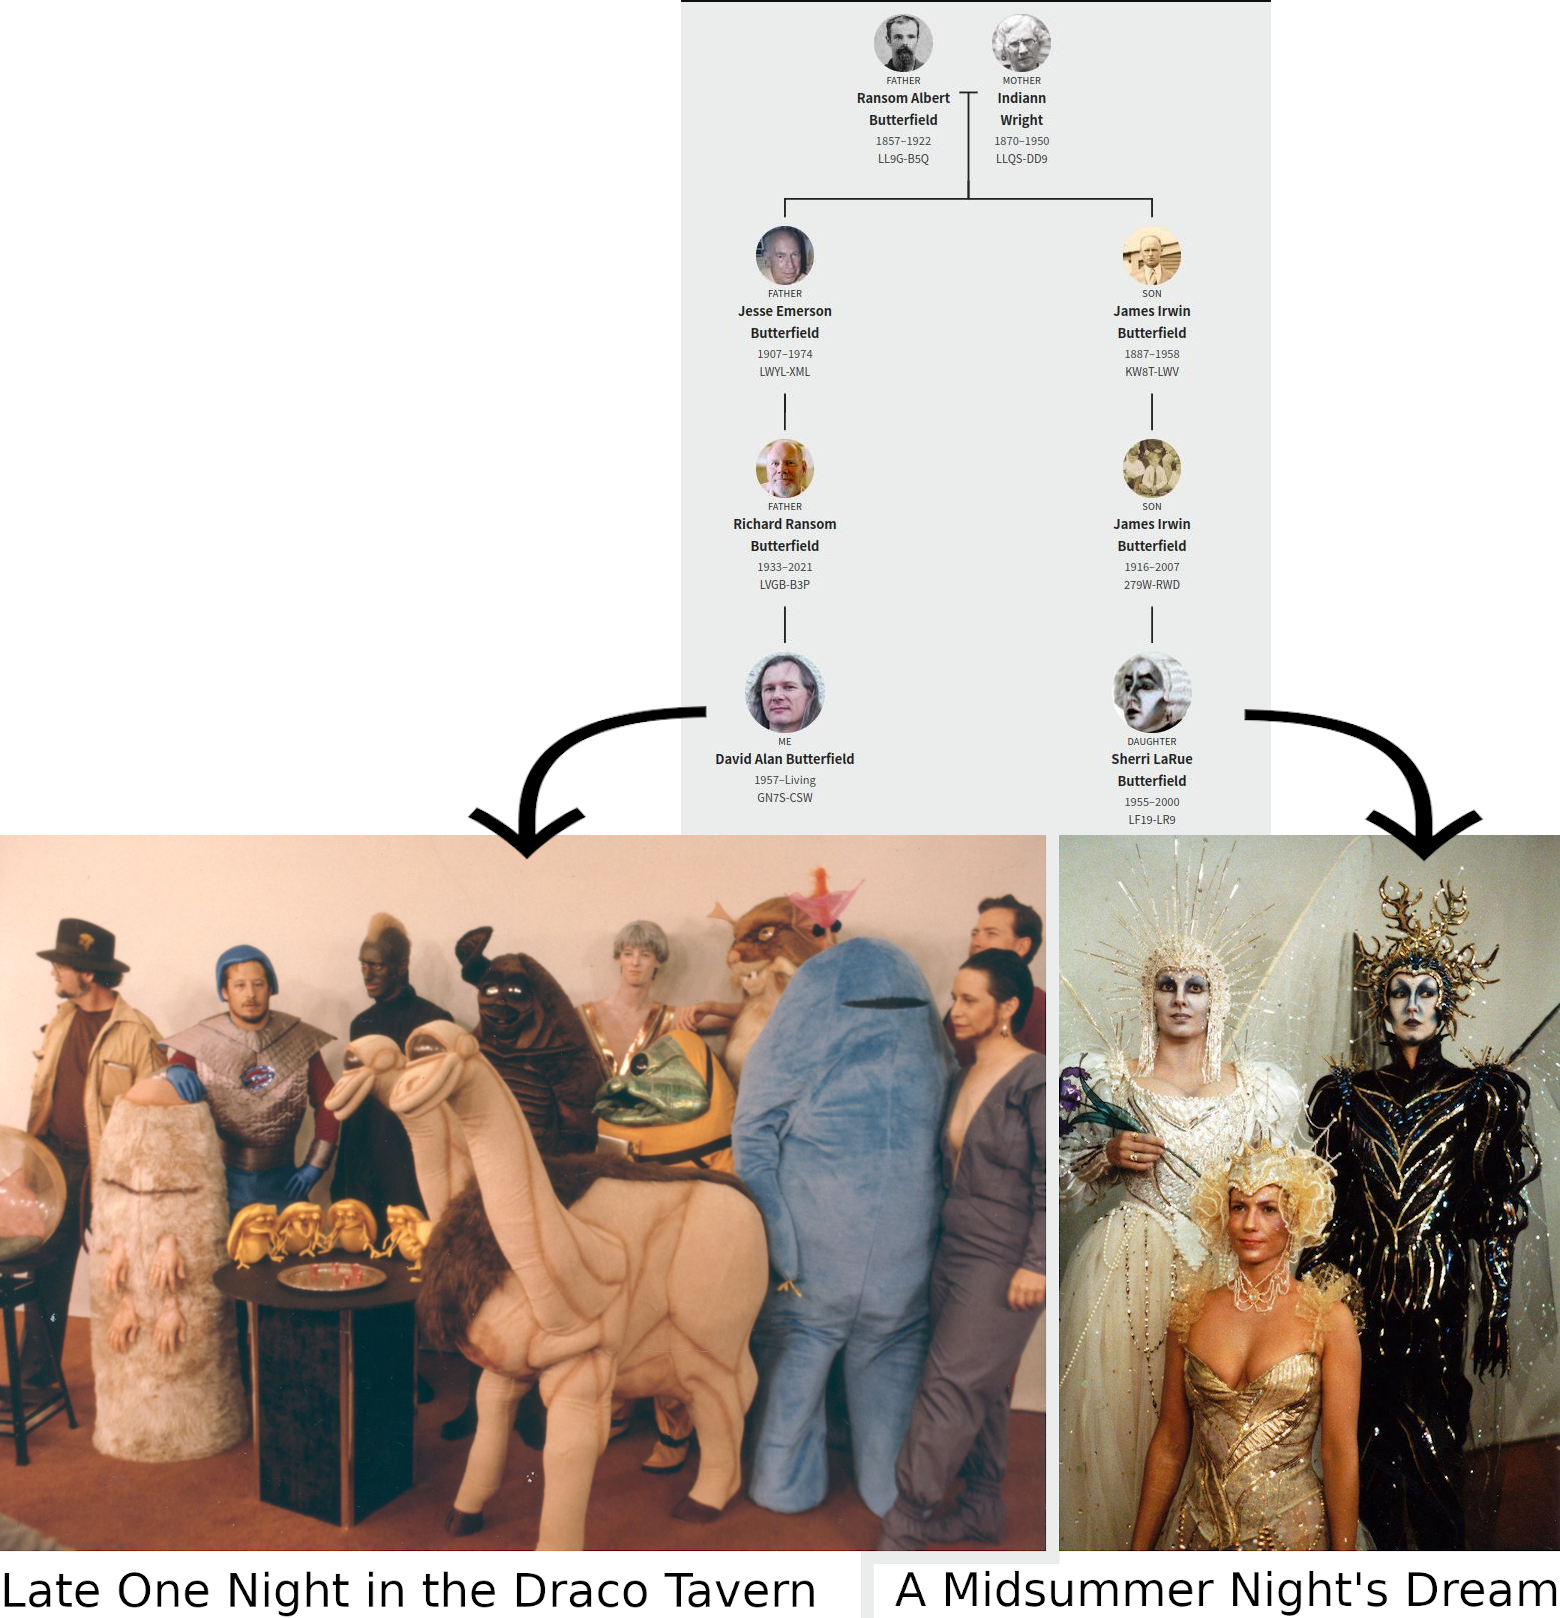 FATHER
Ransom Albert
Butterfield
1857–1922
LL9G-B5Q
MOTHER
Indiann
Wright
1870–1950
LLQS-DD9
FATHER
Jesse Emerson
Butterfield
1907–1974
LWYL-XML
SON
James Irwin
Butterfield
1887–1958
KW8T-LWV
FATHER
Richard Ransom
Butterfield
1933–2021
LVGB-B3P
SON
James Irwin
Butterfield
1916–2007
279W-RWD
ME
David Alan Butterfield
1957–Living
GN7S-CSW
DAUGHTER
Sherri LaRue
Butterfield
1955–2000
LF19-LR9
Late One Night in the Draco Tavern
A Midsummer Night's Dream